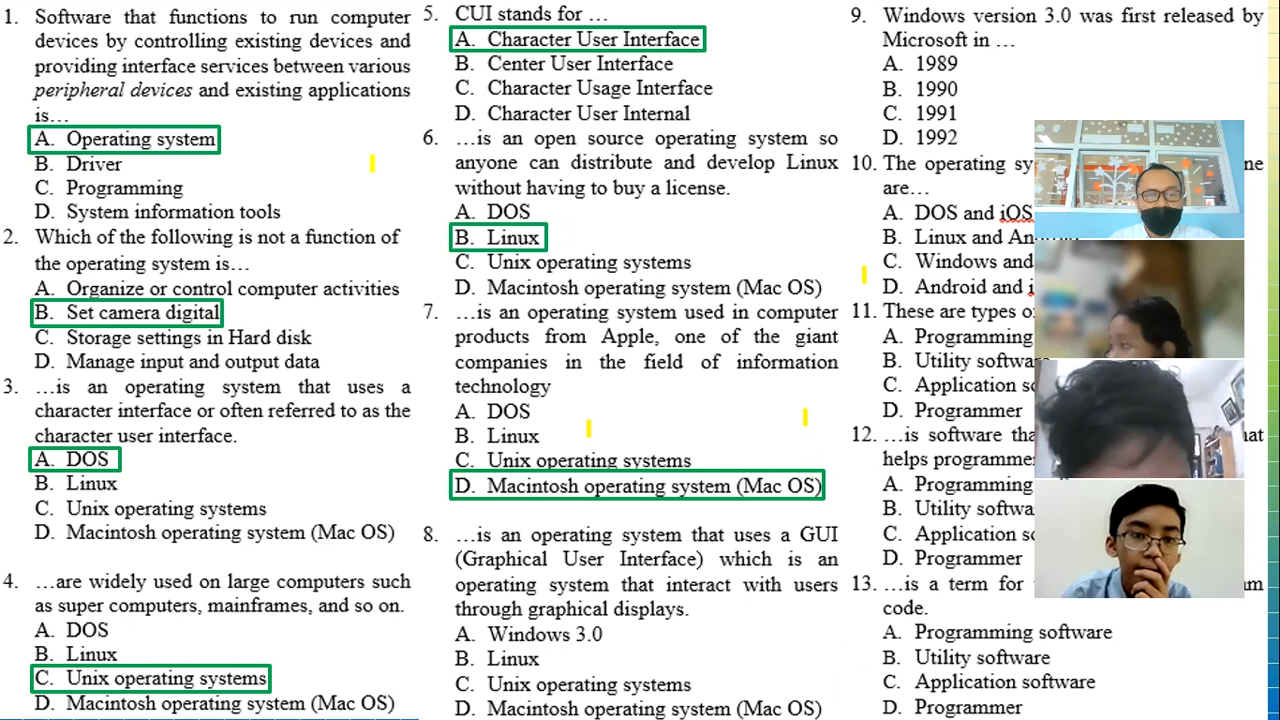 1. Software that functions to run computer
devices by controlling existing devices and
providing interface services between various
peripheral devices and existing applications
is…
A. Operating system
B. Driver
C. Programming
D. System information tools
2. Which of the following is not a function of
the operating system is…
A. Organize or control computer activities
B. Set camera digital
C. Storage settings in Hard disk
D. Manage input and output data
3. …is an operating system that uses a
character interface or often referred to as the
character user interface.
A. DOS
B. Linux
C. Unix operating systems
D. Macintosh operating system (Mac OS)
4. …are widely used on large computers such
as super computers, mainframes, and so on.
A. DOS
B. Linux
C. Unix operating systems
D. Macintosh operating system (Mac OS)
5. CUI stands for …
A. Character User Interface
B. Center User Interface
C. Character Usage Interface
D. Character User Internal
6. …is an open source operating system so
anyone can distribute and develop Linux
without having to buy a license.
A. DOS
B. Linux
C. Unix operating systems
D. Macintosh operating system (Mac OS)
7. …is an operating system used in computer
products from Apple, one of the giant
companies in the field of information
technology
A. DOS
B. Linux
C. Unix operating systems
D. Macintosh operating system (Mac OS)
8. …is an operating system that uses a GUI
(Graphical User Interface) which is an
operating system that interact with users
through graphical displays.
A. Windows 3.0
B. Linux
C. Unix operating systems
D. Macintosh operating system (Mac OS)
9. Windows version 3.0 was first released by
Microsoft in …
A. 1989
B. 1990
C. 1991
D. 1992
10. The operating
are…
A. DOS and iOS
B. Linux and
C. Windows and
D. Android and
11. These are types
A. Programming
B. Utility software
C. Application
D. Programmer
12. …is software
helps
A. Programming
B. Utility
C. Application
D. Programmer
13. …is a term for
code.
A. Programming software
B. Utility software
C. Application software
D. Programmer